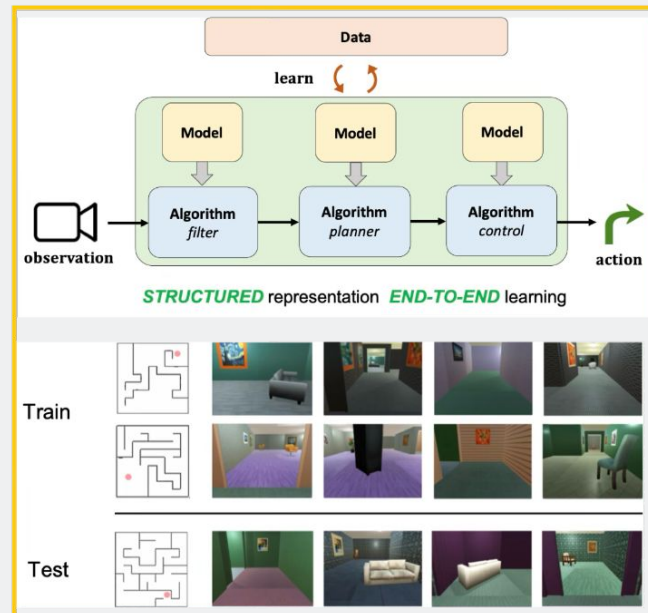 Data
learn
Model Model Model
Algorithm Algorithm Algorithm
filter planner control
observation action
STRUCTURED representation END-TO-END learning
Train
Test